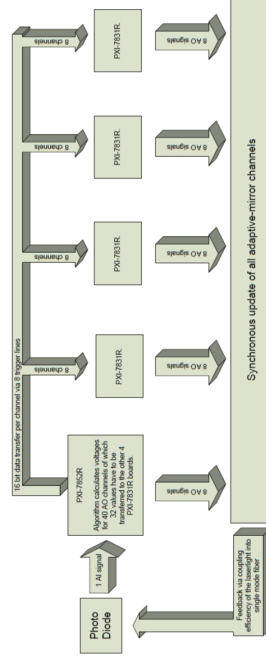 16 bit data transfer per channel via 8 trigger lines
8 channels
8 channels
8 channels
8 channels
Photo
Diode
1 AI signal
PXI-7852R
Algorithm calculates voltages
for 40 AO channels of which
32 values have to be
transferred to the other 4
PXI-7831R boards.
PXI-7831R.
PXI-7831R.
PXI-7831R.
PXI-7831R.
8 AO signals
8 AO signals
8 AO signals
8 AO signals
8 AO signals
Feedback via coupling
efficiency of the laserlight into
single mode fiber
Synchronous update of all adaptive-mirror channels